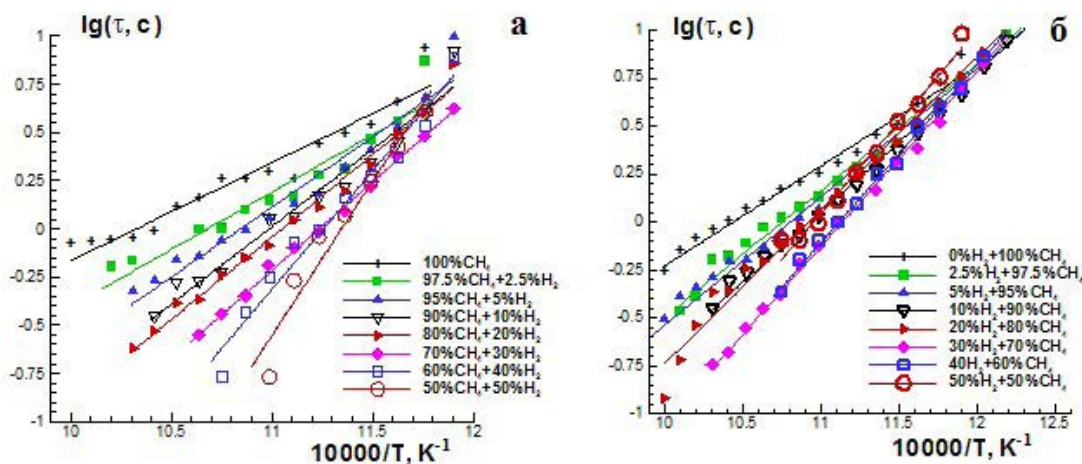 lg(τ, c)
а
1
0.75
0.5
0.25
0
-0.25
-0.5
-0.75
-1
10
10.5
11
11.5
12
10000/T, K⁻¹
100%CH₄
97.5%CH₄+2.5%H₂
95%CH₄+5%H₂
90%CH₄+10%H₂
80%CH₄+20%H₂
70%CH₄+30%H₂
60%CH₄+40%H₂
50%CH₄+50%H₂
lg(τ, c)
б
1
0.75
0.5
0.25
0
-0.25
-0.5
-0.75
-1
10
10.5
11
11.5
12
12.5
10000/T, K⁻¹
0%H₂+100%CH₄
2.5%H₂+97.5%CH₄
5%H₂+95%CH₄
10%H₂+90%CH₄
20%H₂+80%CH₄
30%H₂+70%CH₄
40H₂+60%CH₄
50%H₂+50%CH₄